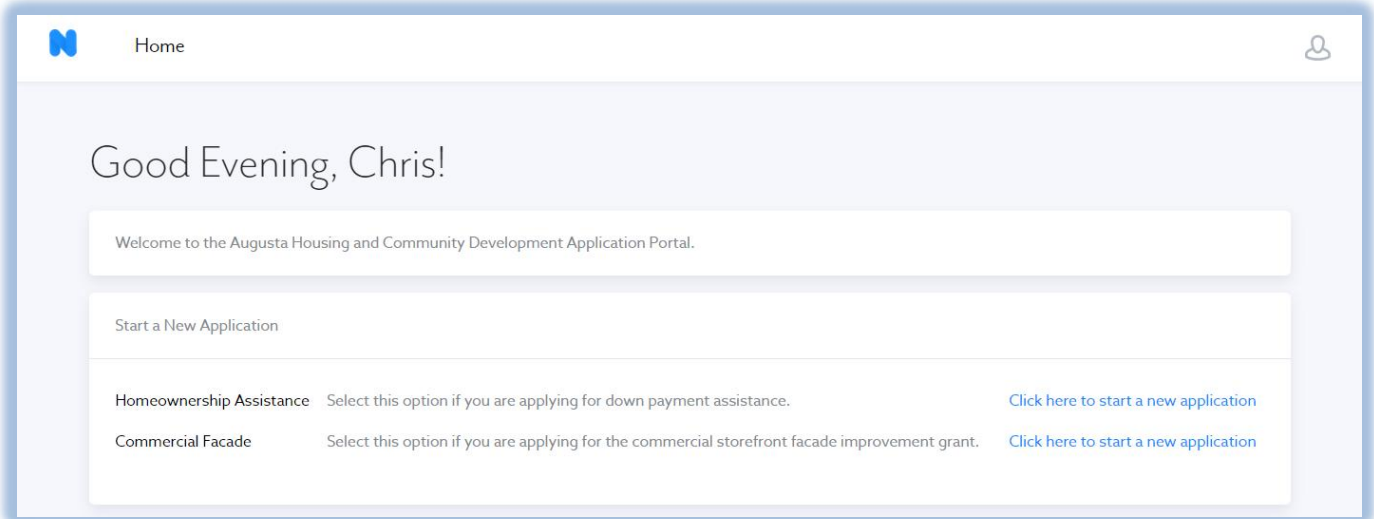 N Home
Good Evening, Chris!
Welcome to the Augusta Housing and Community Development Application Portal.
Start a New Application
Homeownership Assistance Select this option if you are applying for down payment assistance. Click here to start a new application
Commercial Facade Select this option if you are applying for the commercial storefront facade improvement grant. Click here to start a new application